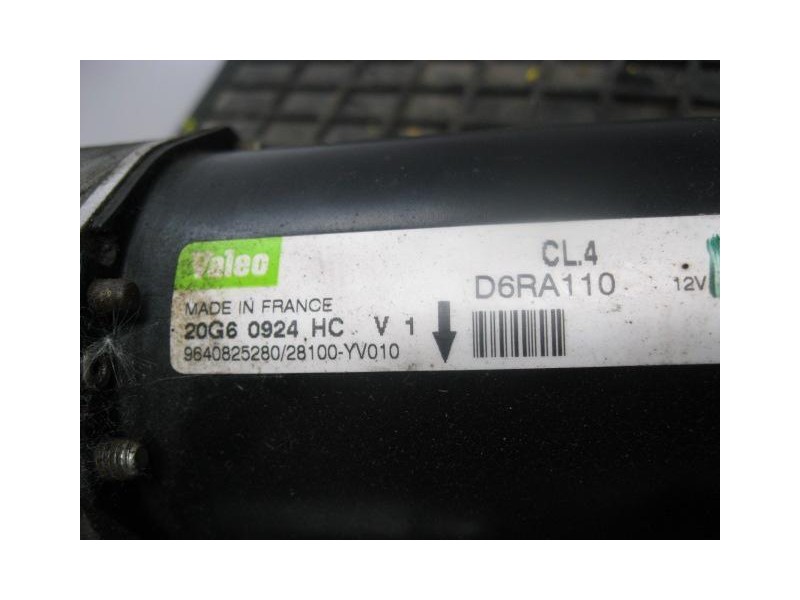 Valeo
CL.4
D6RA110
12V
MADE IN FRANCE
20G6 0924 HC V 1
9640825280/28100-YV010